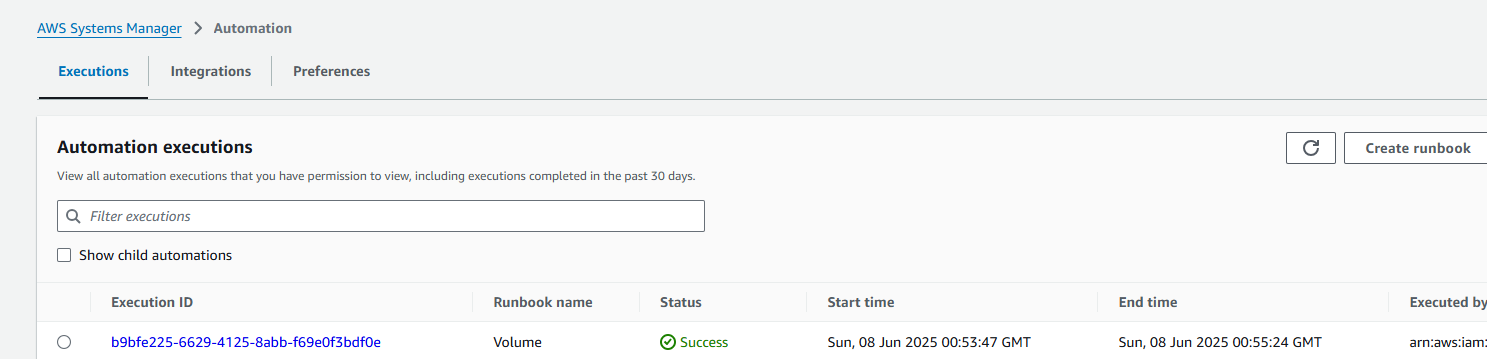 AWS Systems Manager > Automation
Executions Integrations Preferences
Automation executions
Create runbook
View all automation executions that you have permission to view, including executions completed in the past 30 days.
Filter executions
Show child automations
Execution ID Runbook name Status Start time End time Executed by
b9bfe225-6629-4125-8abb-f69e0f3bdf0e Volume Success Sun, 08 Jun 2025 00:53:47 GMT Sun, 08 Jun 2025 00:55:24 GMT arn:aws:iam: